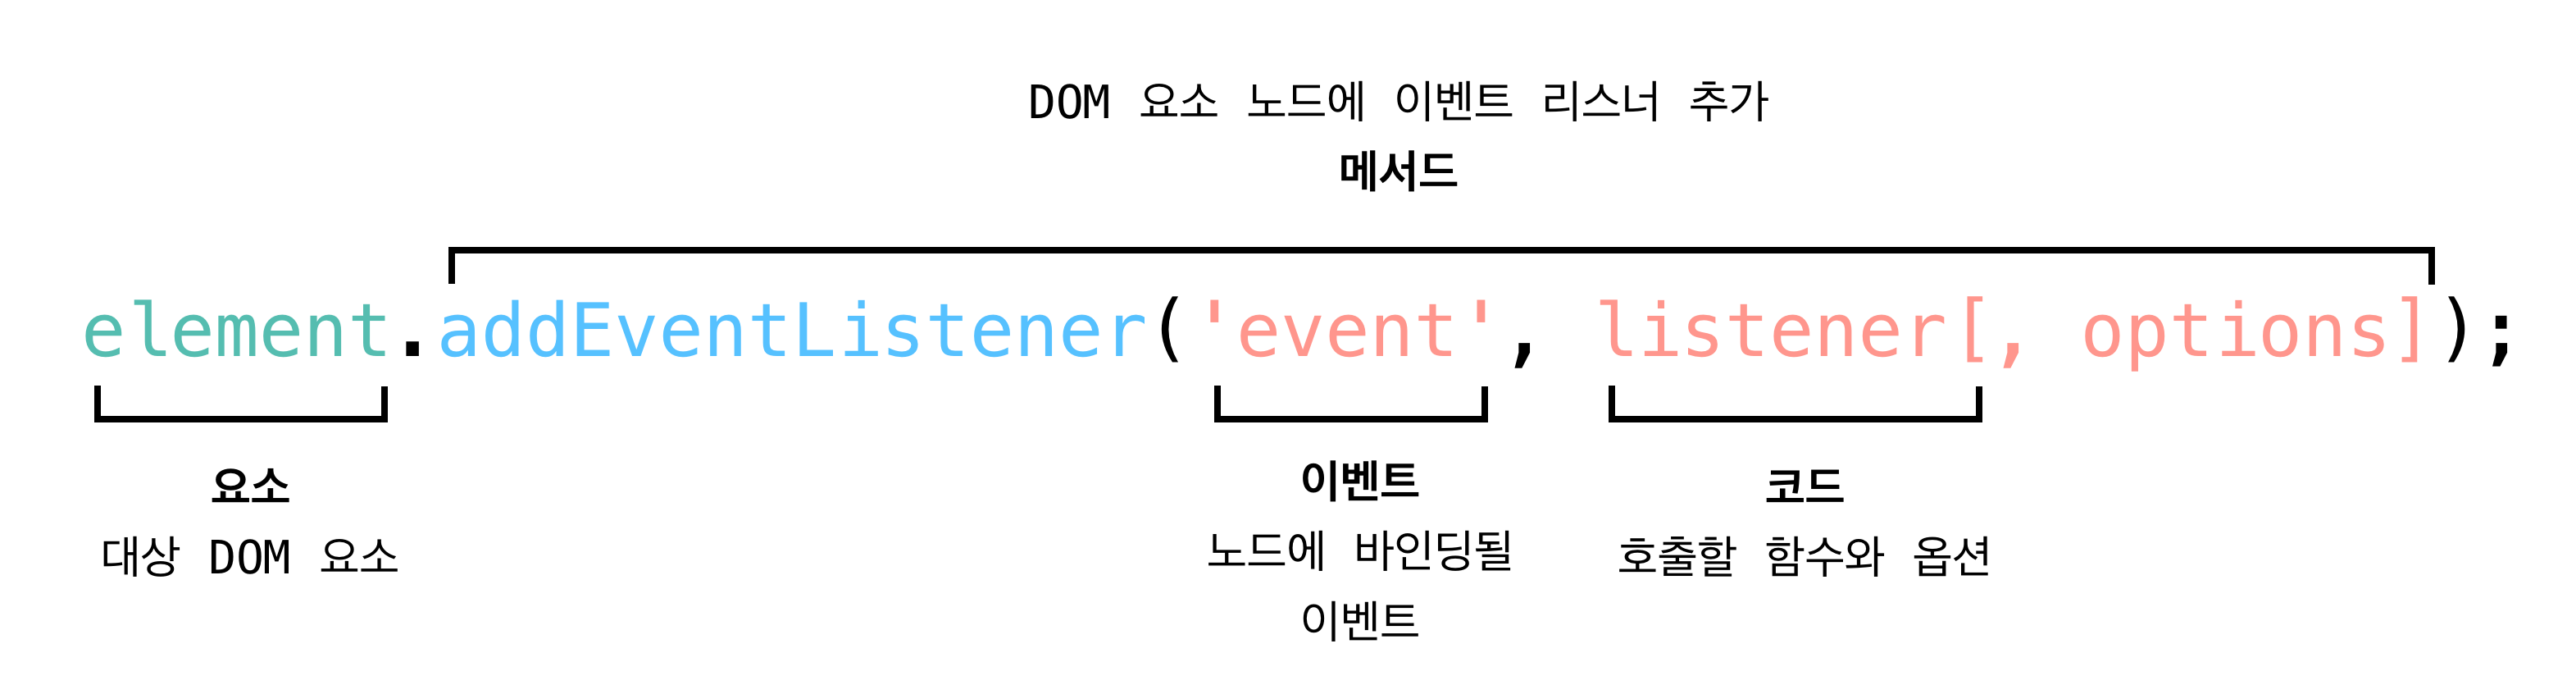 DOM 요소 노드에 이벤트 리스너 추가
메서드
element.addEventListener('event', listener[, options]);
요소
대상 DOM 요소
이벤트
노드에 바인딩될
이벤트
코드
호출할 함수와 옵션